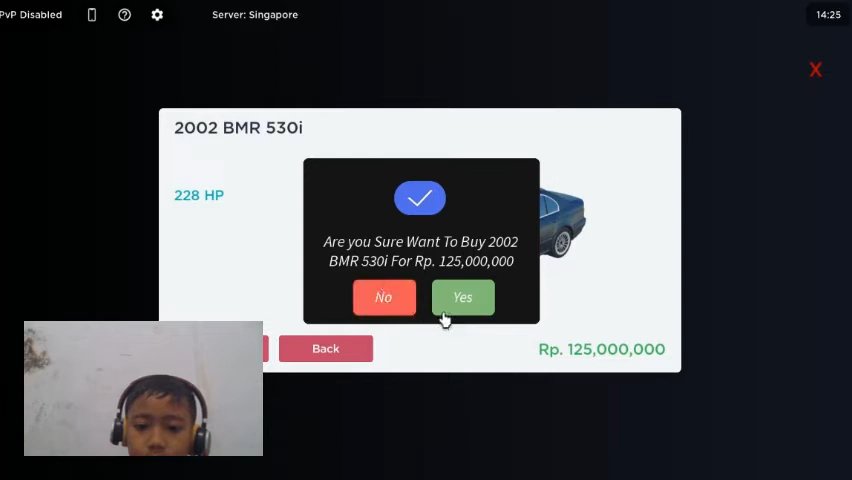 PvP Disabled
Server: Singapore
14:25
X
2002 BMR 530i
228 HP
Are you Sure Want To Buy 2002
BMR 530i For Rp. 125,000,000
No
Yes
Back
Rp. 125,000,000